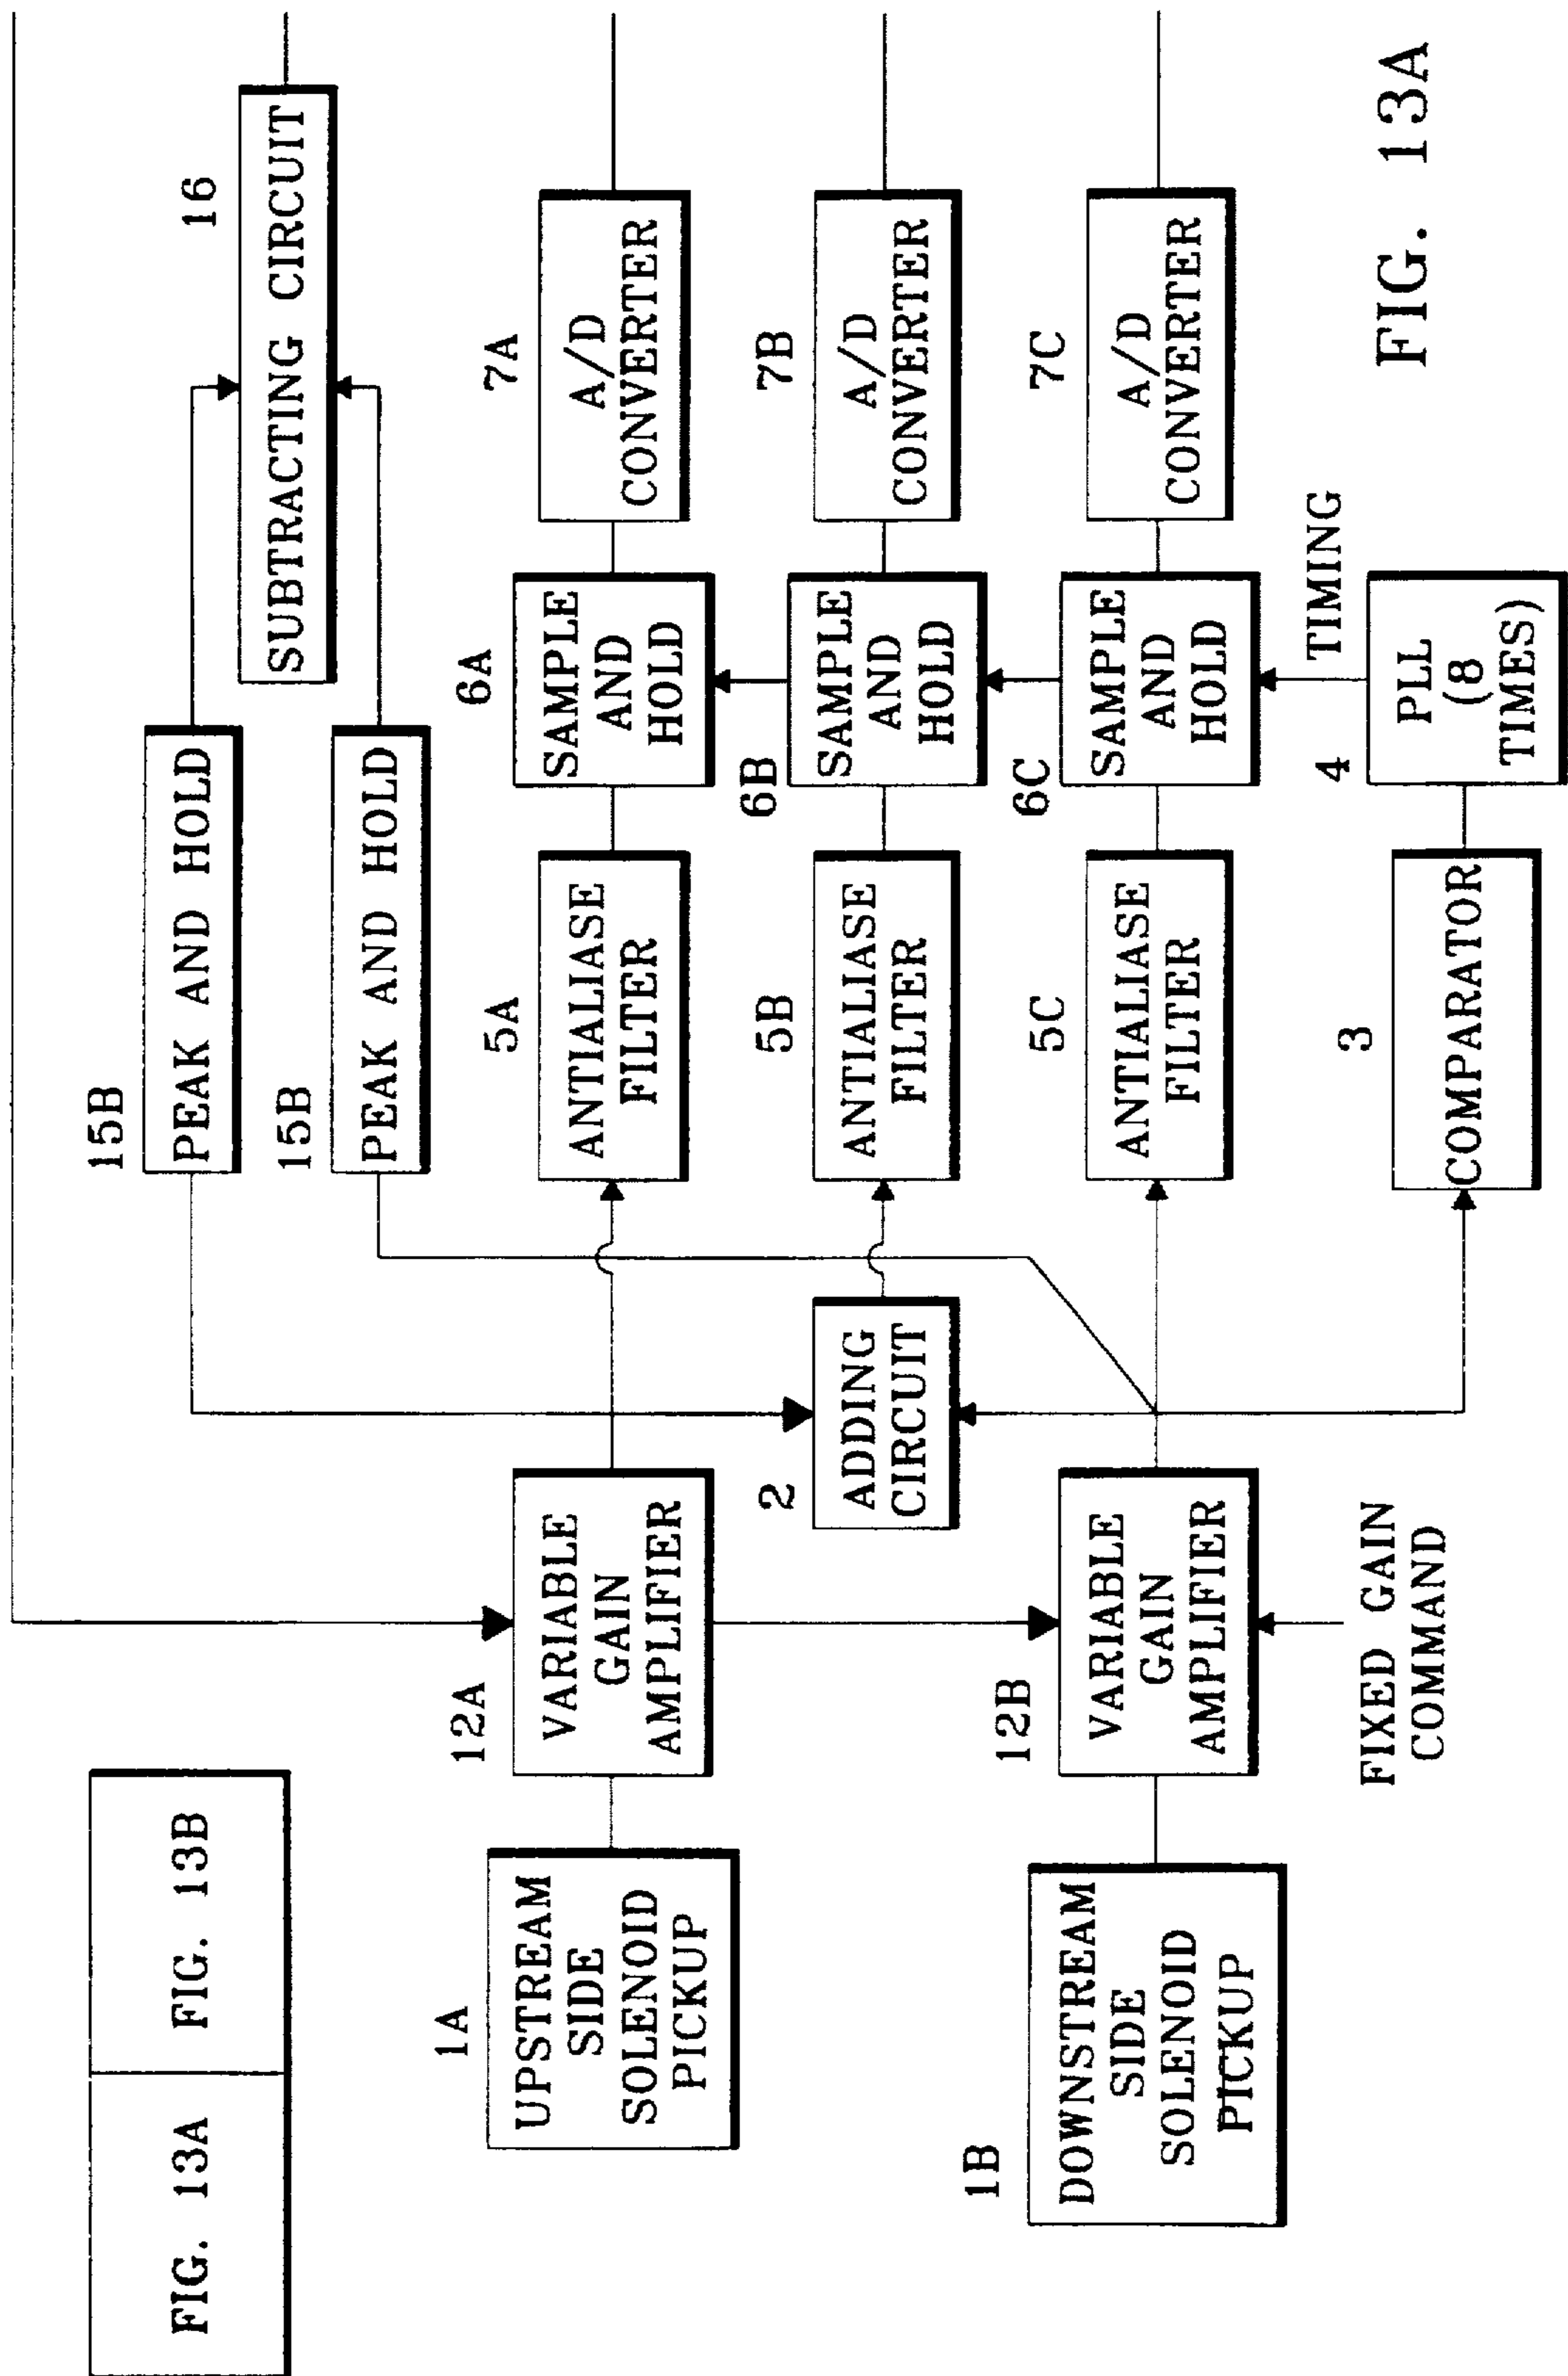 FIG. 13A
FIG. 13B
15B
PEAK AND HOLD
15B
PEAK AND HOLD
16
SUBTRACTING CIRCUIT
1A
UPSTREAM
SIDE
SOLENOID
PICKUP
12A
VARIABLE
GAIN
AMPLIFIER
5A
ANTIALIASE
FILTER
6A
SAMPLE
AND
HOLD
7A
A/D
CONVERTER
2
ADDING
CIRCUIT
5B
ANTIALIASE
FILTER
6B
SAMPLE
AND
HOLD
7B
A/D
CONVERTER
1B
DOWNSTREAM
SIDE
SOLENOID
PICKUP
12B
VARIABLE
GAIN
AMPLIFIER
5C
ANTIALIASE
FILTER
6C
SAMPLE
AND
HOLD
7C
A/D
CONVERTER
FIXED GAIN
COMMAND
3
COMPARATOR
4
PLL
(8
TIMES)
TIMING
FIG. 13A